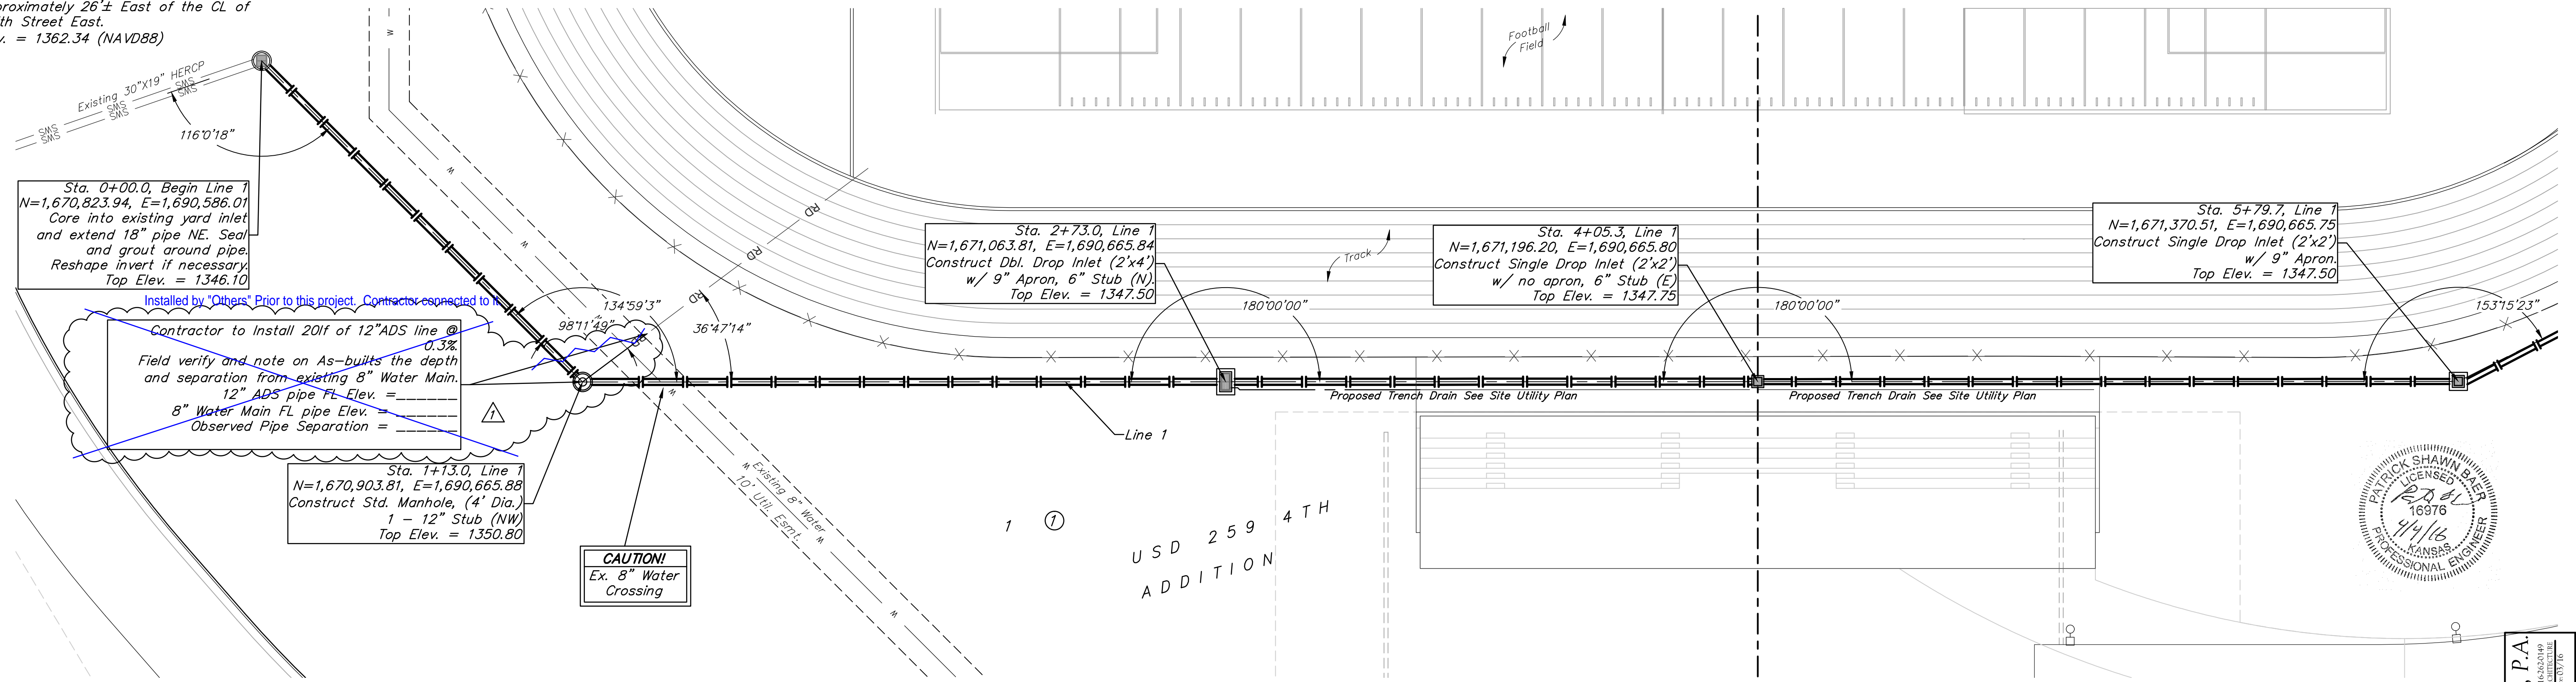 proximately 26'± East of the CL of
th Street East.
v. = 1362.34 (NAVD88)
Existing 30"X19" HERCP
SWS
SWS
SWS
SWS
SWS
SWS
116°0'18"
Sta. 0+00.0, Begin Line 1
N=1,670,823.94, E=1,690,586.01
Core into existing yard inlet
and extend 18" pipe NE. Seal
and grout around pipe.
Reshape invert if necessary.
Top Elev. = 1346.10
Installed by "Others" Prior to this project. Contractor connected to it
Contractor to Install 20lf of 12"ADS line @
0.3%.
Field verify and note on As-builts the depth
and separation from existing 8" Water Main.
12" ADS pipe FL Elev. =______
8" Water Main FL pipe Elev. = ______
Observed Pipe Separation = ______
1
98°11'49"
134°59'3"
36°47'14"
RD
RD
RD
RD
W
W
W
W
W
W
W
W
Sta. 1+13.0, Line 1
N=1,670,903.81, E=1,690,665.88
Construct Std. Manhole, (4' Dia.)
1 - 12" Stub (NW)
Top Elev. = 1350.80
CAUTION!
Ex. 8" Water
Crossing
Existing 8" Water
10' Util. Esmt.
Sta. 2+73.0, Line 1
N=1,671,063.81, E=1,690,665.84
Construct Dbl. Drop Inlet (2'x4')
w/ 9" Apron, 6" Stub (N).
Top Elev. = 1347.50
180°00'00"
Line 1
1 1
USD 259 4TH
ADDITION
Football
Field
Track
Sta. 4+05.3, Line 1
N=1,671,196.20, E=1,690,665.80
Construct Single Drop Inlet (2'x2')
w/ no apron, 6" Stub (E)
Top Elev. = 1347.75
180°00'00"
Proposed Trench Drain See Site Utility Plan
Proposed Trench Drain See Site Utility Plan
Sta. 5+79.7, Line 1
N=1,671,370.51, E=1,690,665.75
Construct Single Drop Inlet (2'x2')
w/ 9" Apron.
Top Elev. = 1347.50
153°15'23"
PATRICK SHAWN BAER
LICENSED
16976
4/4/16
KANSAS
PROFESSIONAL ENGINEER
P.A.